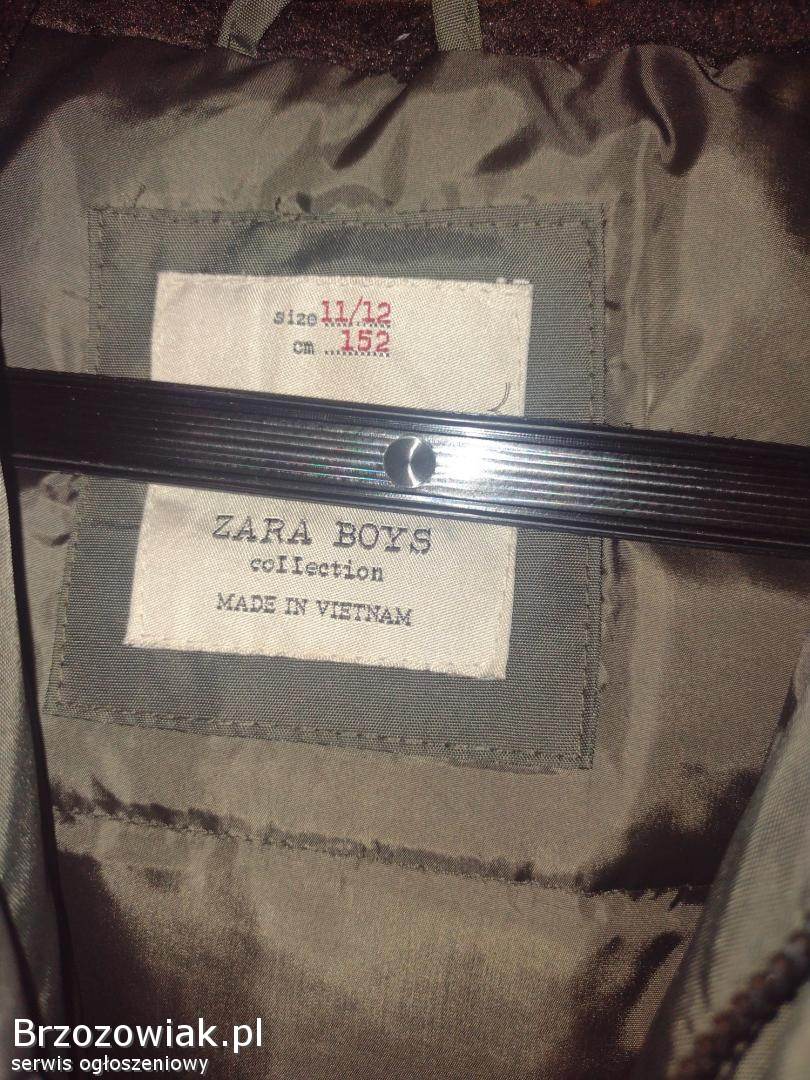 size 11/12
cm 152
ZARA BOYS
collection
MADE IN VIETNAM
Brzozowiak.pl
serwis ogłoszeniowy